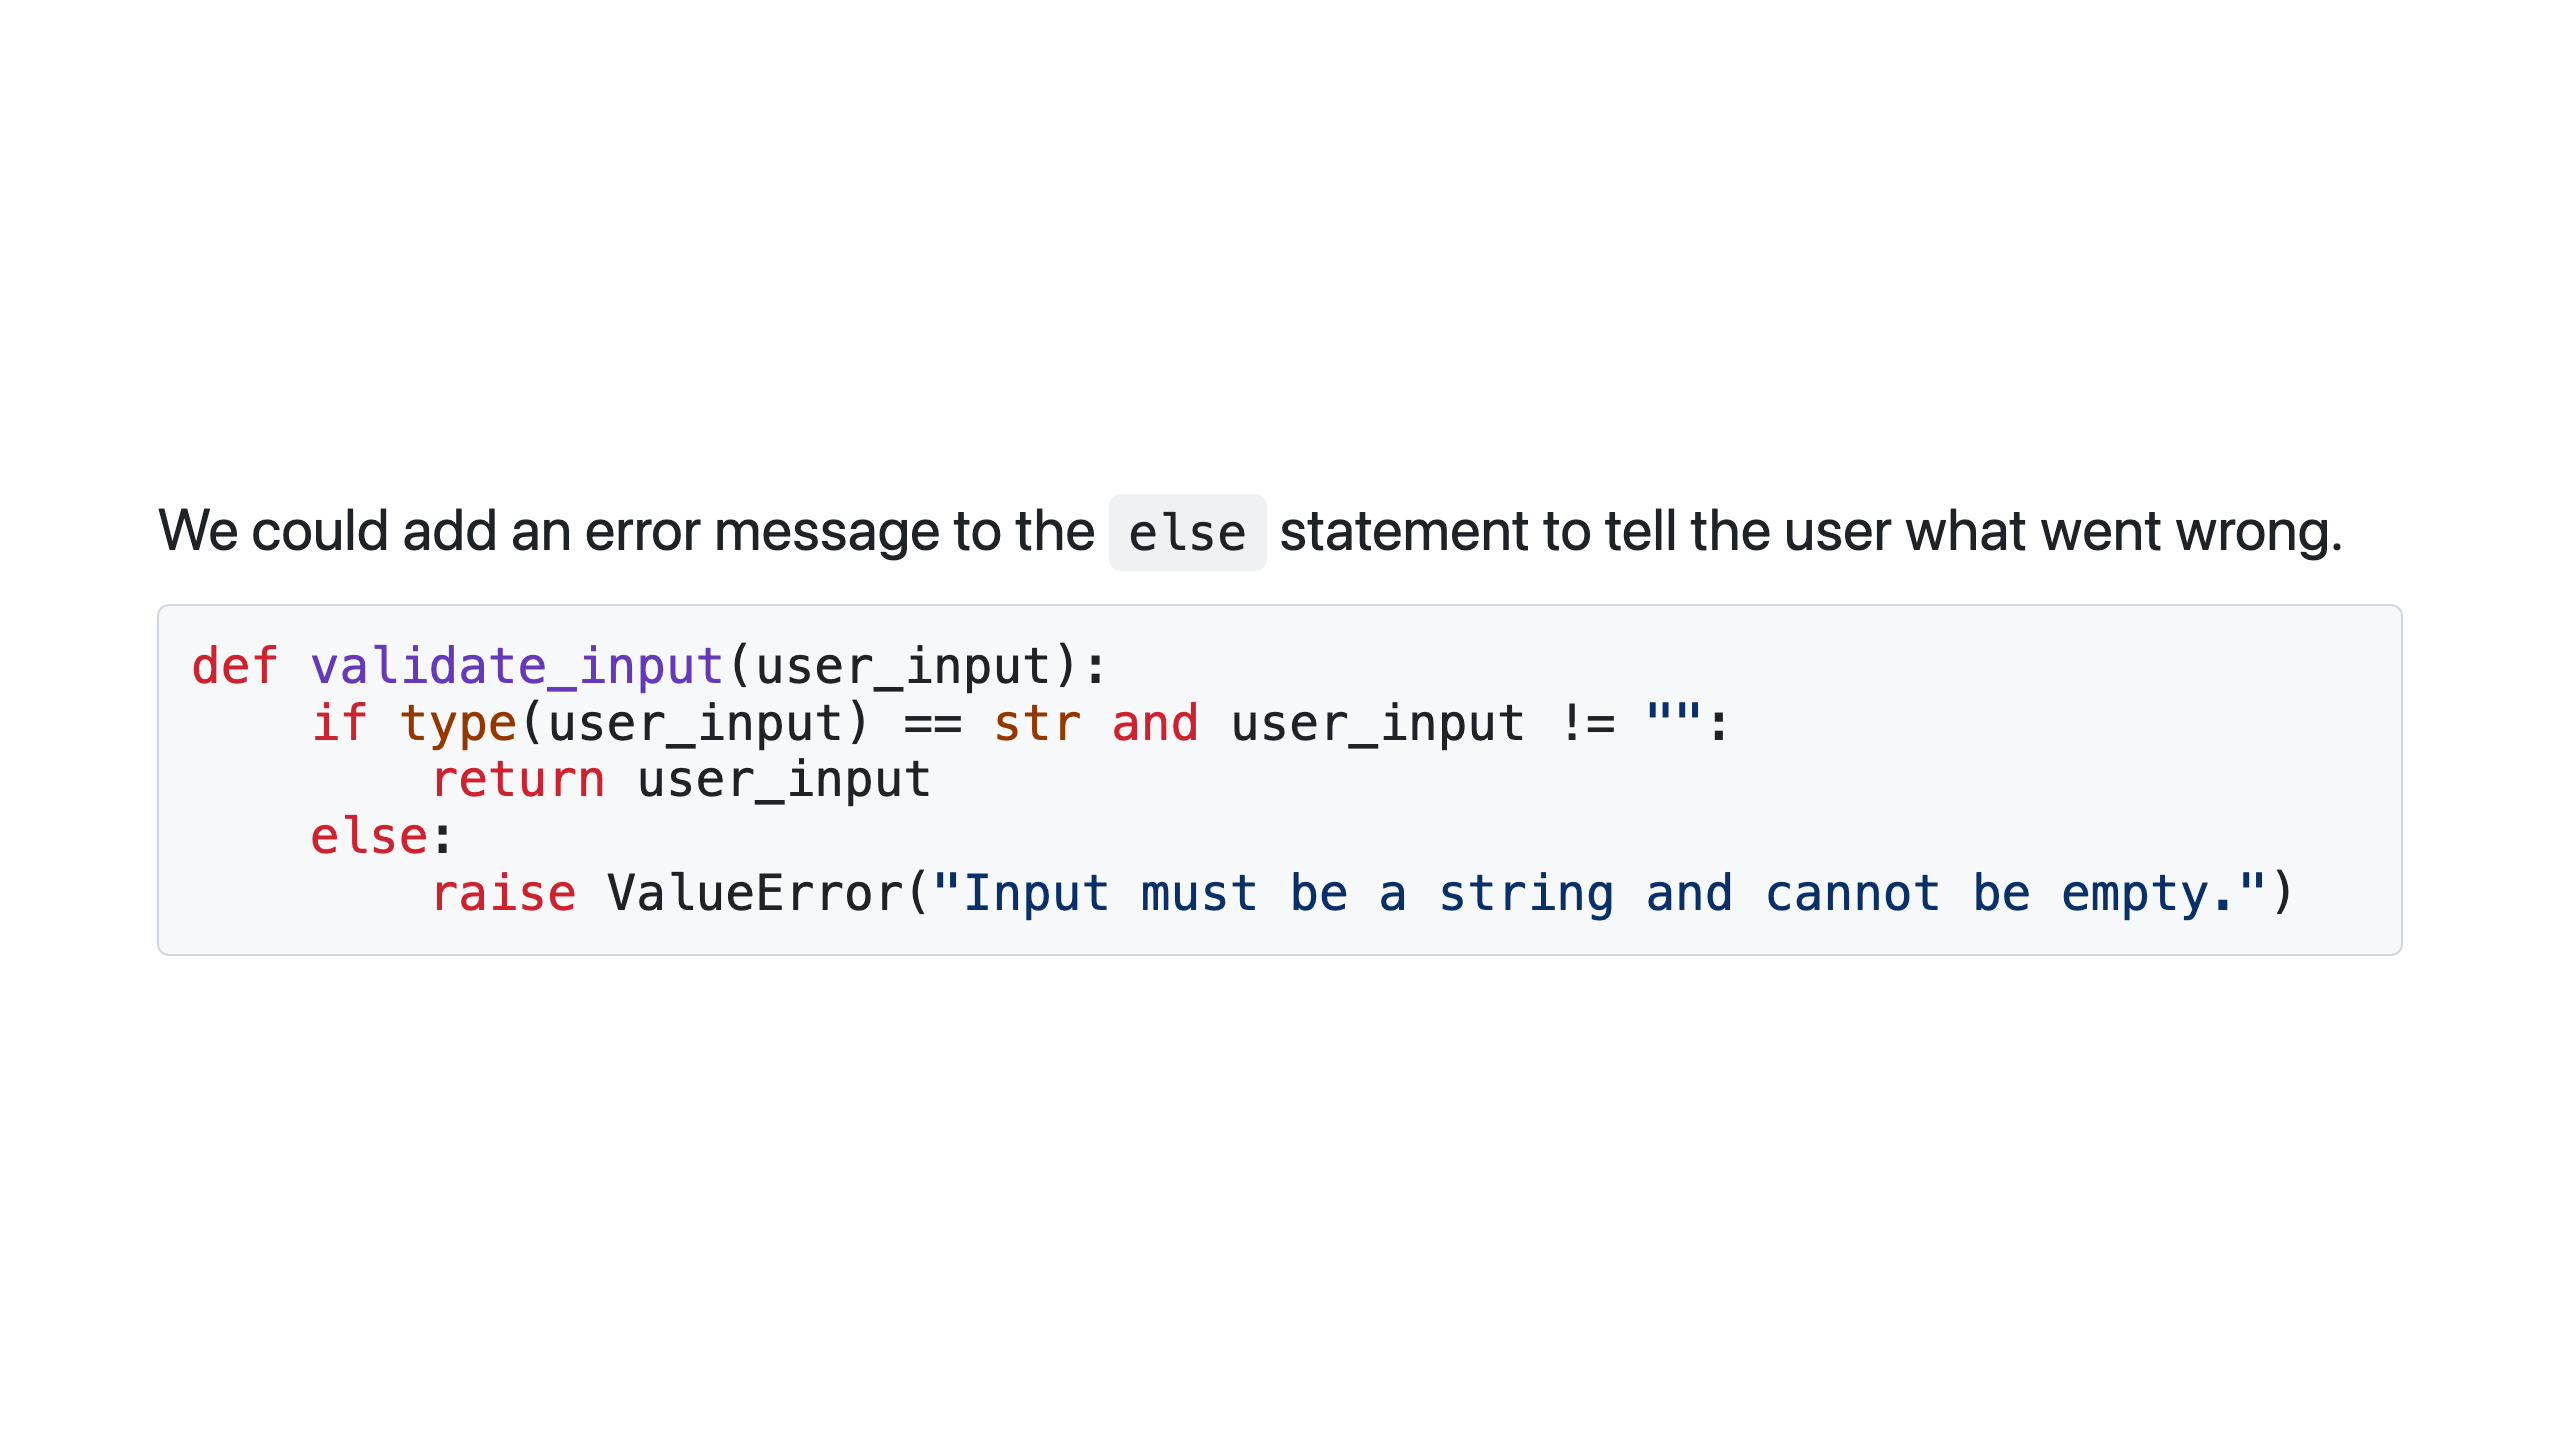 We could add an error message to the else statement to tell the user what went wrong.
def validate_input(user_input):
    if type(user_input) == str and user_input != "":
        return user_input
    else:
        raise ValueError("Input must be a string and cannot be empty.")